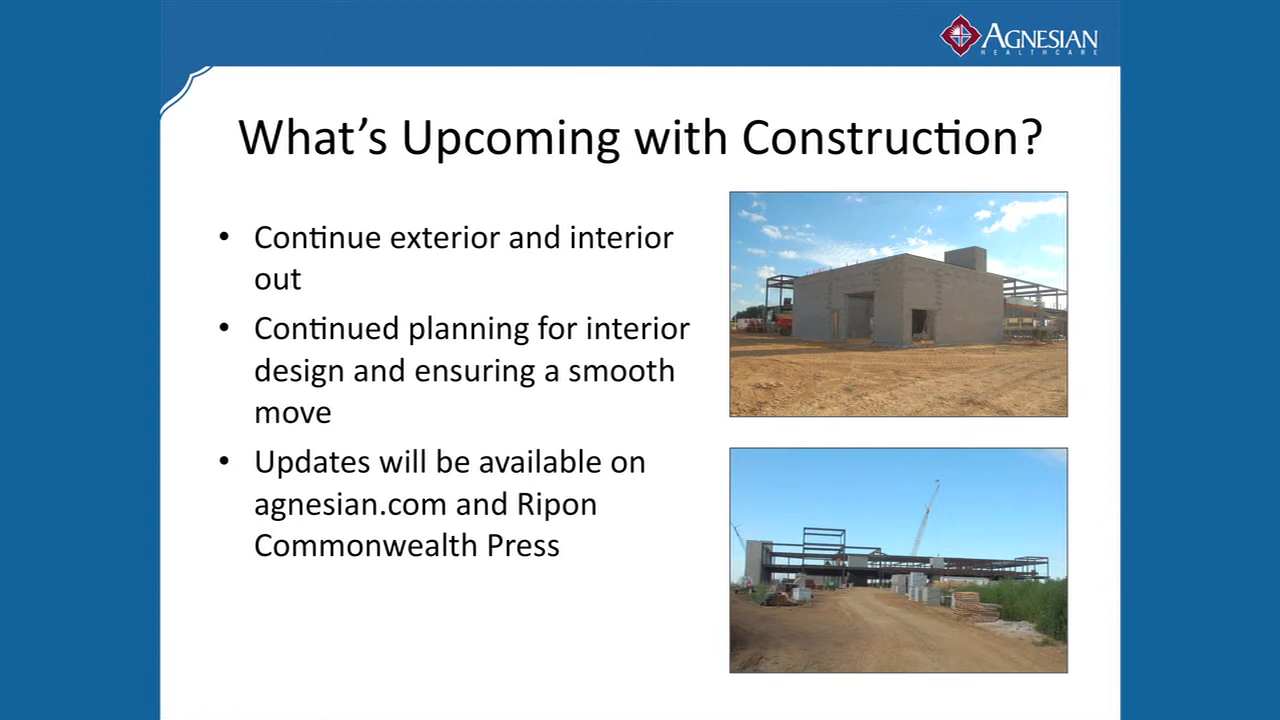 AGNESIAN
HEALTHCARE
What's Upcoming with Construction?
• Continue exterior and interior
out
• Continued planning for interior
design and ensuring a smooth
move
• Updates will be available on
agnesian.com and Ripon
Commonwealth Press